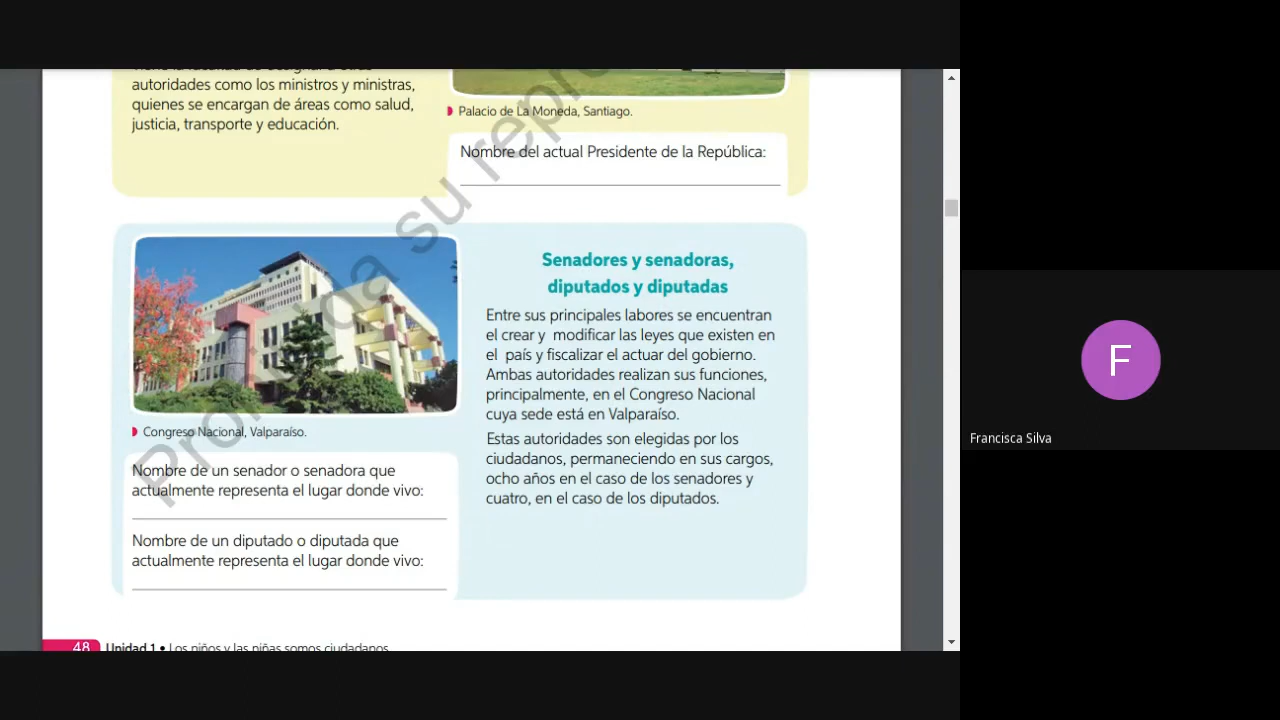 autoridades como los ministros y ministras,
quienes se encargan de áreas como salud,
justicia, transporte y educación.
Palacio de La Moneda, Santiago.
Nombre del actual Presidente de la República:
Congreso Nacional, Valparaíso.
Nombre de un senador o senadora que
actualmente representa el lugar donde vivo:
Nombre de un diputado o diputada que
actualmente representa el lugar donde vivo:
Senadores y senadoras,
diputados y diputadas
Entre sus principales labores se encuentran
el crear y modificar las leyes que existen en
el país y fiscalizar el actuar del gobierno.
Ambas autoridades realizan sus funciones,
principalmente, en el Congreso Nacional
cuya sede está en Valparaíso.
Estas autoridades son elegidas por los
ciudadanos, permaneciendo en sus cargos,
ocho años en el caso de los senadores y
cuatro, en el caso de los diputados.
48 Unidad 1 • Los niños y las niñas somos ciudadanos
su
F
Francisca Silva